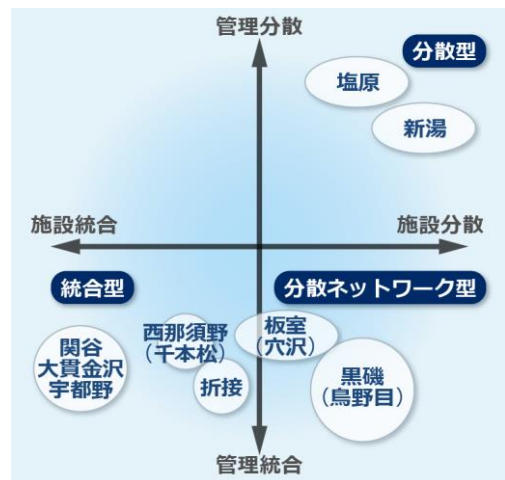 管理分散
分散型
塩原
新湯
施設統合
施設分散
統合型
分散ネットワーク型
関谷
大貫金沢
宇都野
西那須野
(千本松)
折接
板室
(穴沢)
黒磯
(鳥野目)
管理統合